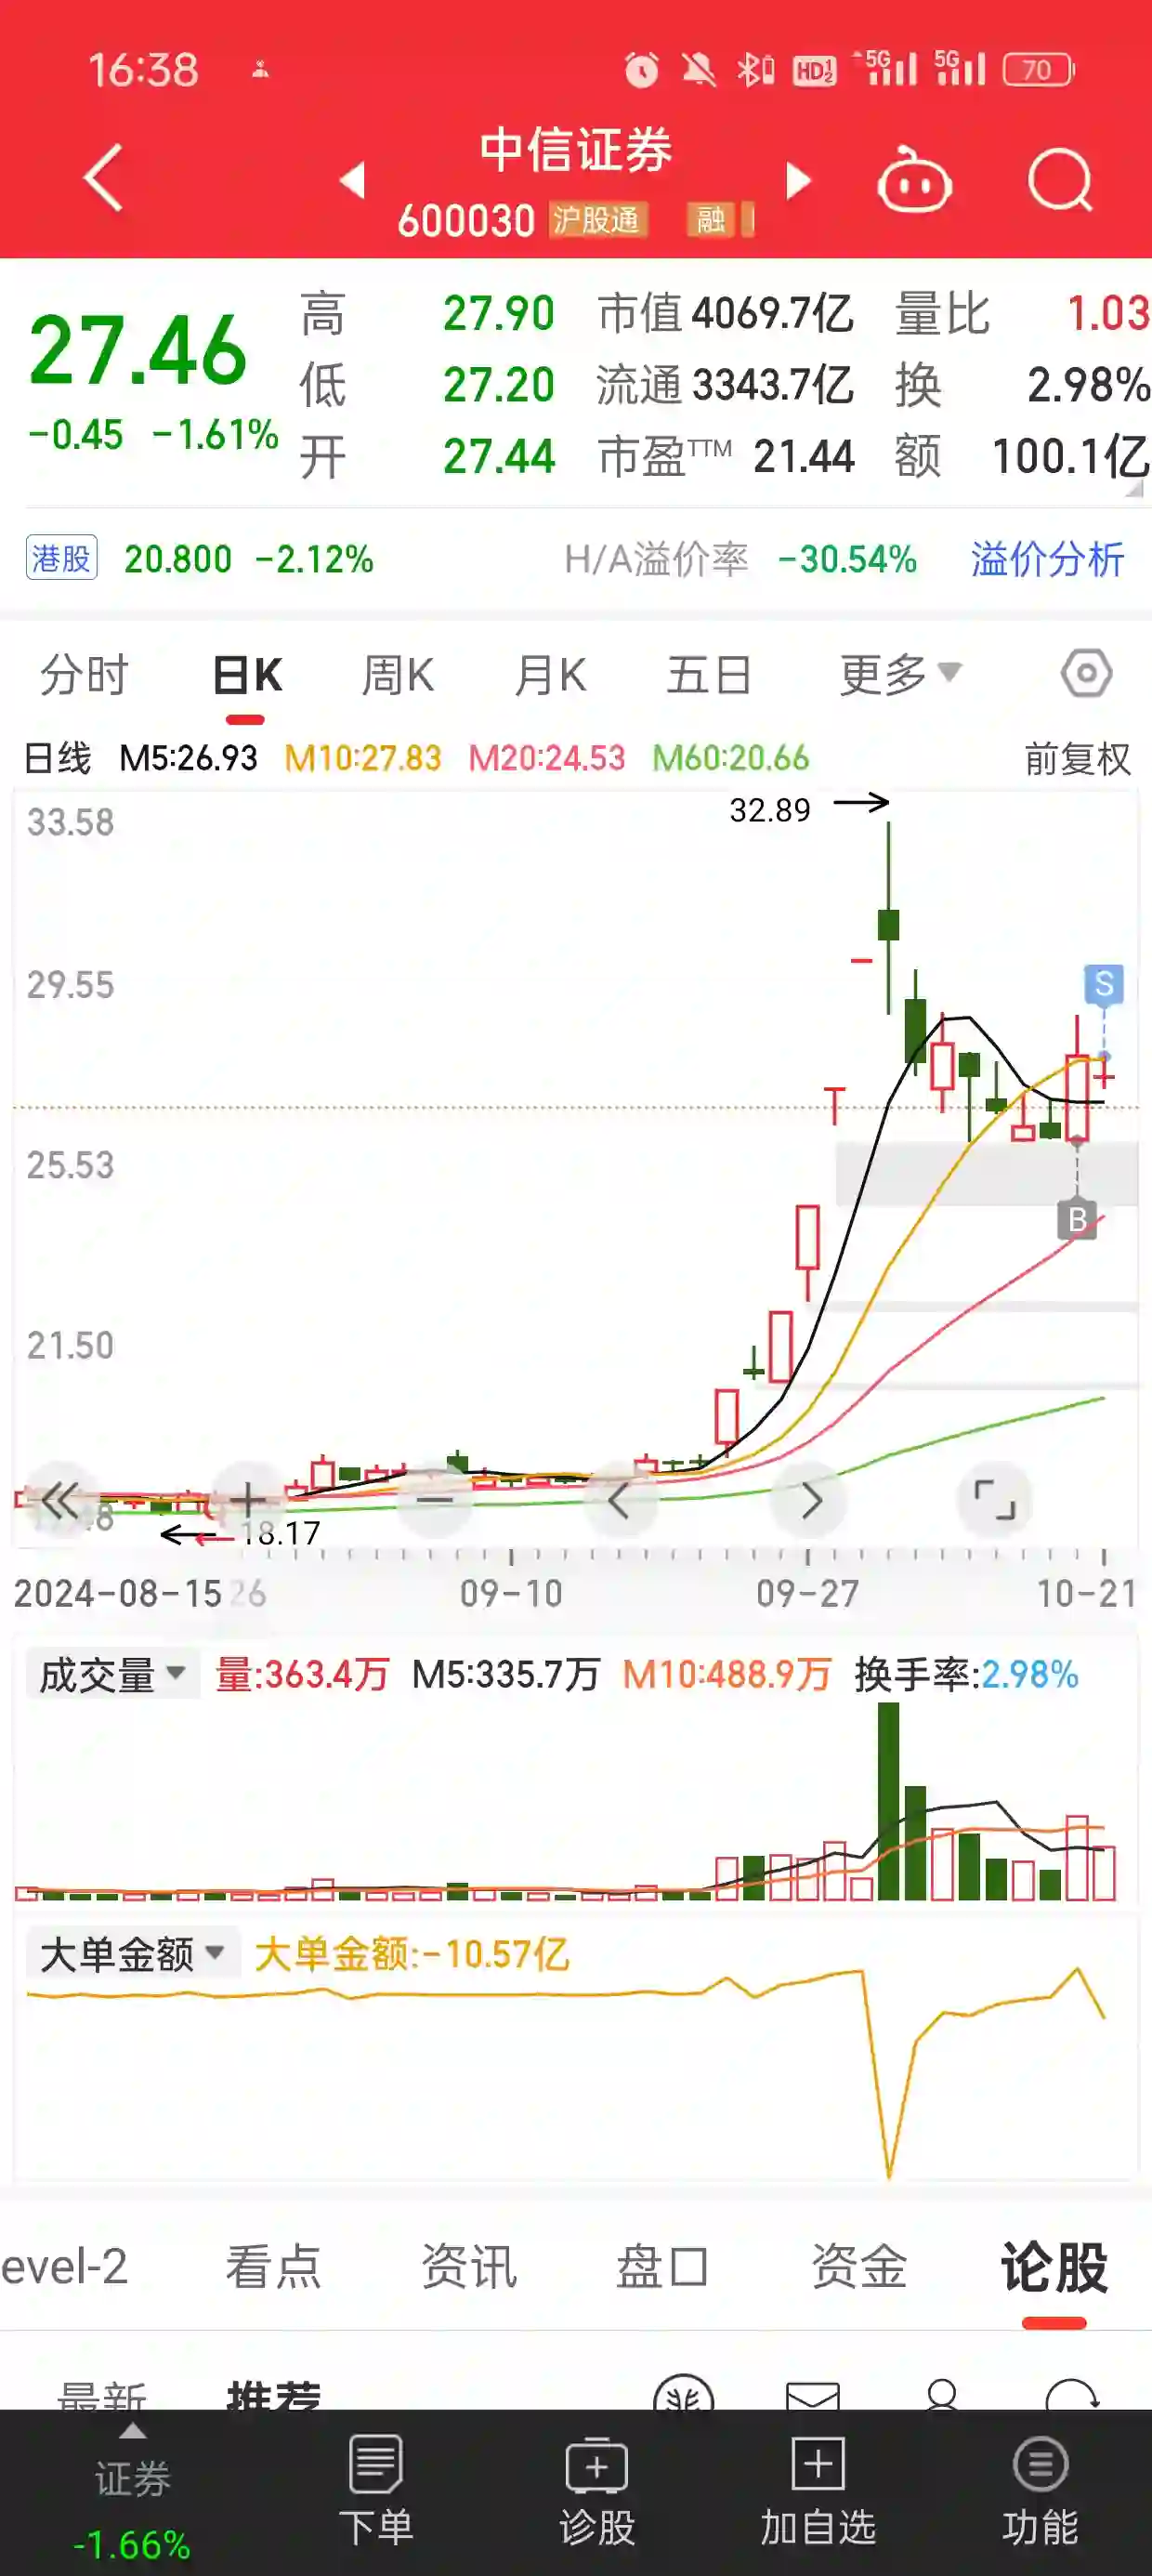 16:38 HD 1 2 5G 5G 70
中信证券
600030 沪股通 融
27.46 高 27.90 市值 4069.7亿 量比 1.03
低 27.20 流通 3343.7亿 换 2.98%
-0.45 -1.61% 开 27.44 市盈TTM 21.44 额 100.1亿
港股 20.800 -2.12% H/A溢价率 -30.54% 溢价分析
分时 日K 周K 月K 五日 更多
日线 M5:26.93 M10:27.83 M20:24.53 M60:20.66 前复权
32.89
33.58
29.55
S
25.53
B
21.50
18.17
2024-08-15 26 09-10 09-27 10-21
成交量 量:363.4万 M5:335.7万 M10:488.9万 换手率:2.98%
大单金额 大单金额:-10.57亿
evel-2 看点 资讯 盘口 资金 论股
最新 推荐
证券 下单 诊股 加自选 功能
-1.66%